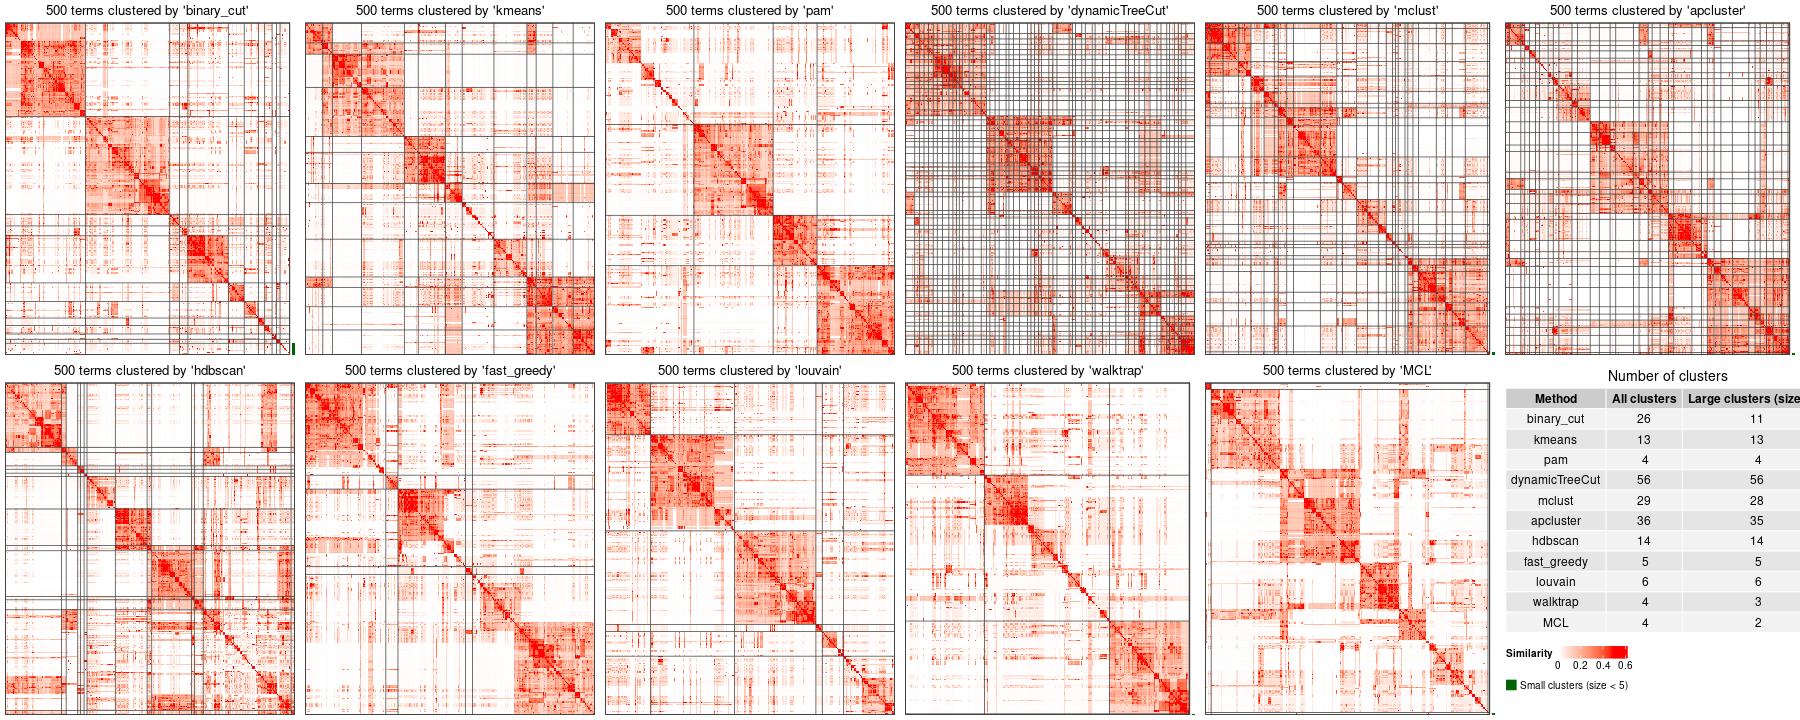 500 terms clustered by 'binary_cut'
500 terms clustered by 'kmeans'
500 terms clustered by 'pam'
500 terms clustered by 'dynamicTreeCut'
500 terms clustered by 'mclust'
500 terms clustered by 'apcluster'
500 terms clustered by 'hdbscan'
500 terms clustered by 'fast_greedy'
500 terms clustered by 'louvain'
500 terms clustered by 'walktrap'
500 terms clustered by 'MCL'
Number of clusters
Method All clusters Large clusters (size
binary_cut 26 11
kmeans 13 13
pam 4 4
dynamicTreeCut 56 56
mclust 29 28
apcluster 36 35
hdbscan 14 14
fast_greedy 5 5
louvain 6 6
walktrap 4 3
MCL 4 2
Similarity
0 0.2 0.4 0.6
Small clusters (size < 5)